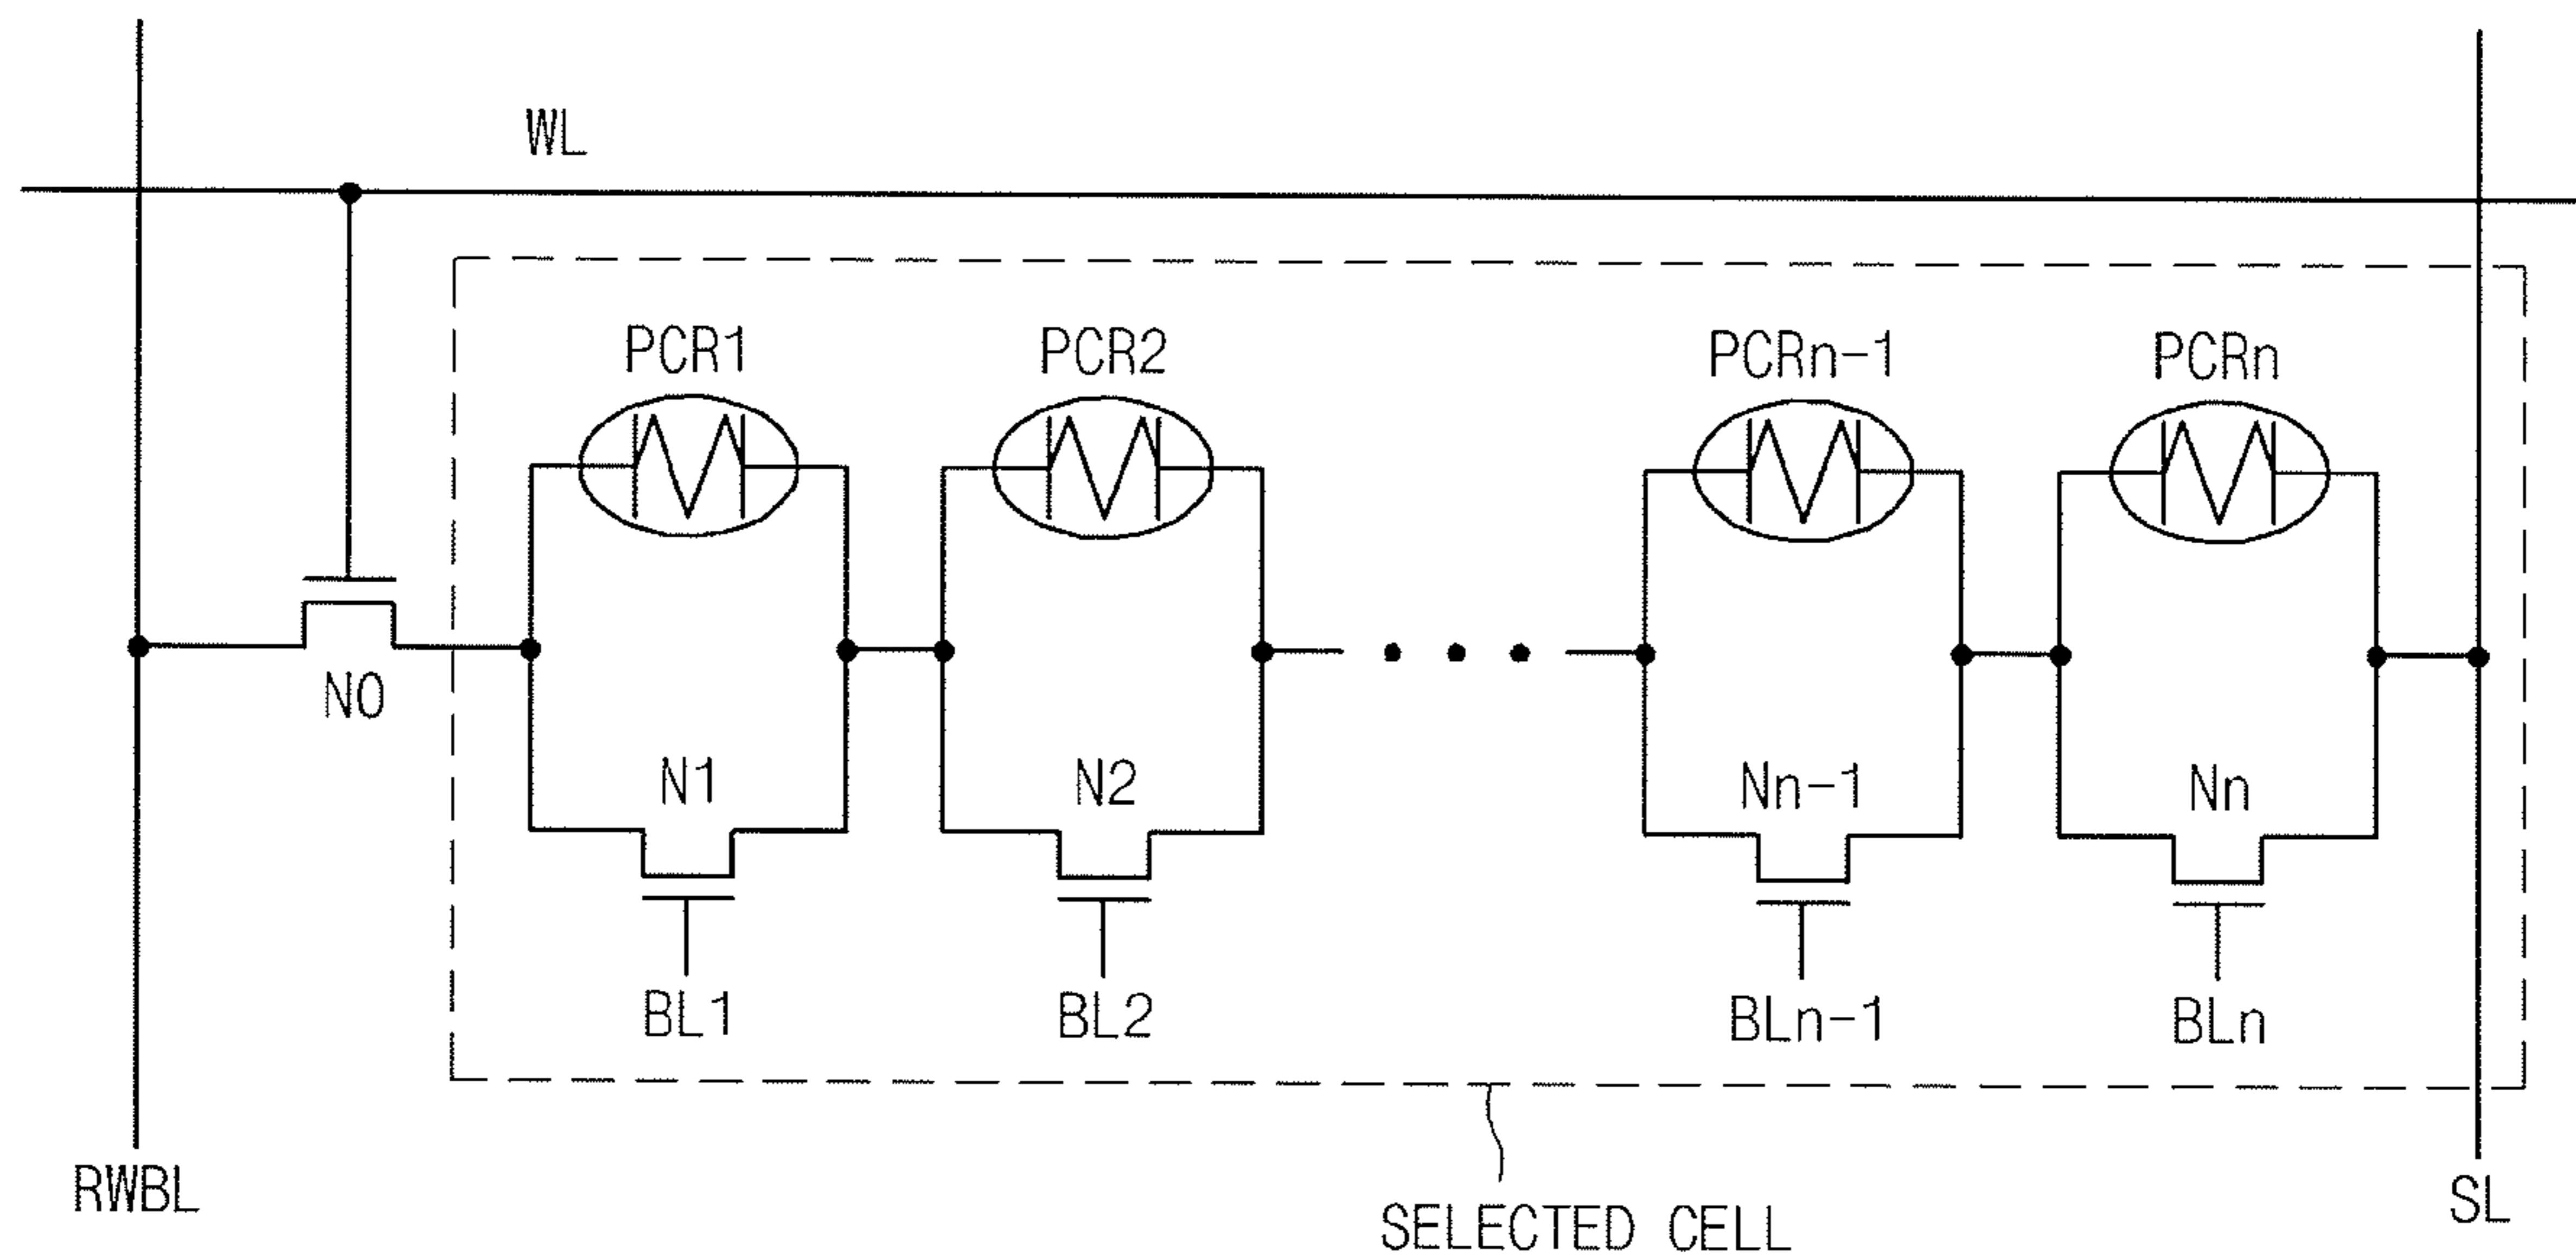 WL
PCR1
PCR2
PCRn-1
PCRn
N0
N1
N2
Nn-1
Nn
BL1
BL2
BLn-1
BLn
RWBL
SL
SELECTED CELL